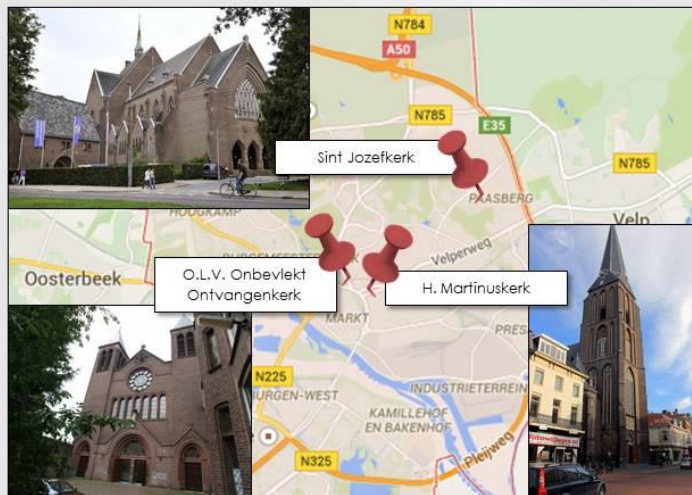 N784
A50
N785
E35
Sint Jozefkerk
N785
PAASBERG
HOOGKAMP
Velp
Velperweg
Oosterbeek
O.L.V. Onbevlekt
Ontvangenkerk
H. Martinuskerk
MARKT
PRES
N225
BURGEN-WEST
INDUSTRIETERREIN
KAMILLEHOF
EN BAKENHOF
Pleijweg
N325